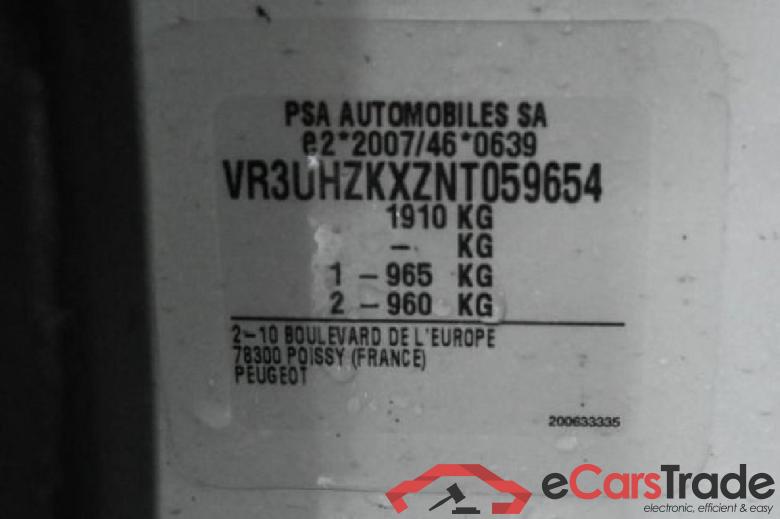 PSA AUTOMOBILES SA
e2*2007/46*0639
VR3UHZKXZNT059654
1910 KG
- KG
1 - 965 KG
2 - 960 KG
2-10 BOULEVARD DE L'EUROPE
78300 POISSY (FRANCE)
PEUGEOT
200633335
eCarsTrade
electronic, efficient & easy